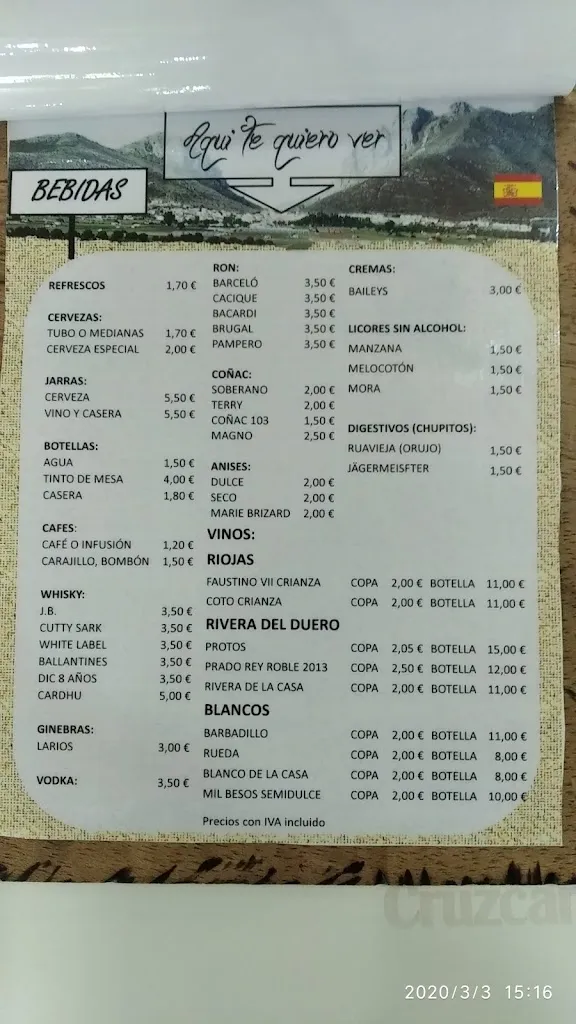 Aqui te quiero ver
BEBIDAS
REFRESCOS 1,70 €
CERVEZAS:
TUBO O MEDIANAS 1,70 €
CERVEZA ESPECIAL 2,00 €
JARRAS:
CERVEZA 5,50 €
VINO Y CASERA 5,50 €
BOTELLAS:
AGUA 1,50 €
TINTO DE MESA 4,00 €
CASERA 1,80 €
CAFES:
CAFÉ O INFUSIÓN 1,20 €
CARAJILLO, BOMBÓN 1,50 €
WHISKY:
J.B. 3,50 €
CUTTY SARK 3,50 €
WHITE LABEL 3,50 €
BALLANTINES 3,50 €
DIC 8 AÑOS 3,50 €
CARDHU 5,00 €
GINEBRAS:
LARIOS 3,00 €
VODKA: 3,50 €
RON:
BARCELÓ 3,50 €
CACIQUE 3,50 €
BACARDI 3,50 €
BRUGAL 3,50 €
PAMPERO 3,50 €
COÑAC:
SOBERANO 2,00 €
TERRY 2,00 €
COÑAC 103 1,50 €
MAGNO 2,50 €
ANISES:
DULCE 2,00 €
SECO 2,00 €
MARIE BRIZARD 2,00 €
CREMAS:
BAILEYS 3,00 €
LICORES SIN ALCOHOL:
MANZANA 1,50 €
MELOCOTÓN 1,50 €
MORA 1,50 €
DIGESTIVOS (CHUPITOS):
RUAVIEJA (ORUJO) 1,50 €
JÄGERMEISFTER 1,50 €
VINOS:
RIOJAS
FAUSTINO VII CRIANZA COPA 2,00 € BOTELLA 11,00 €
COTO CRIANZA COPA 2,00 € BOTELLA 11,00 €
RIVERA DEL DUERO
PROTOS COPA 2,05 € BOTELLA 15,00 €
PRADO REY ROBLE 2013 COPA 2,50 € BOTELLA 12,00 €
RIVERA DE LA CASA COPA 2,00 € BOTELLA 11,00 €
BLANCOS
BARBADILLO COPA 2,00 € BOTELLA 11,00 €
RUEDA COPA 2,00 € BOTELLA 8,00 €
BLANCO DE LA CASA COPA 2,00 € BOTELLA 8,00 €
MIL BESOS SEMIDULCE COPA 2,00 € BOTELLA 10,00 €
Precios con IVA incluido
Cruzcam
2020/3/3 15:16